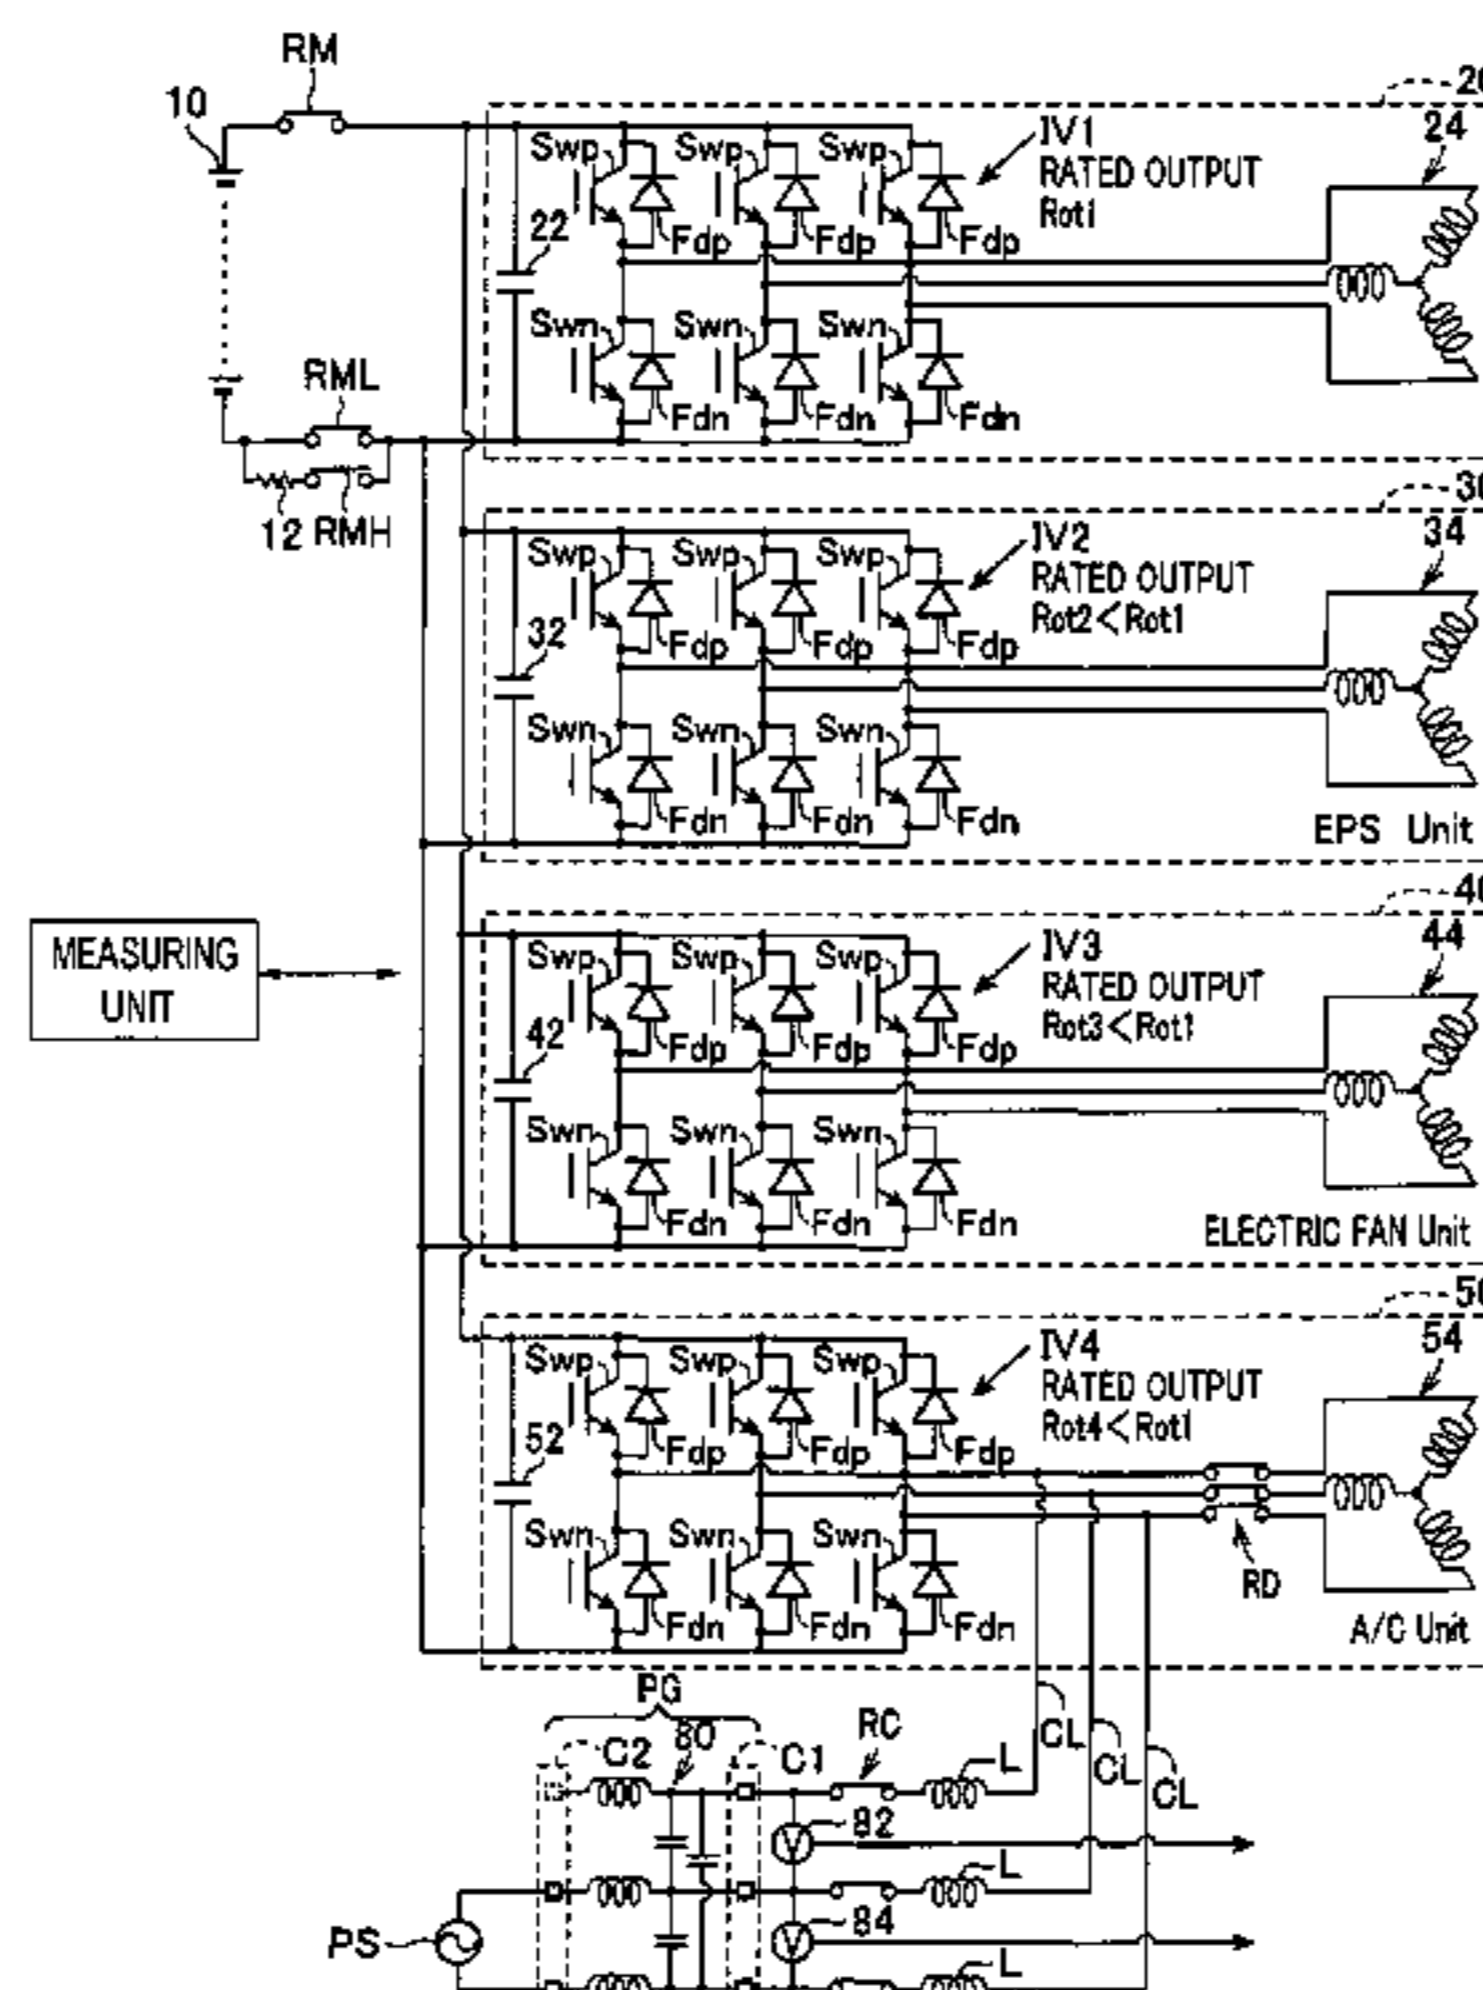 RM
10
20
24
Swp Swp Swp
IV1
RATED OUTPUT
Rot1
22
Fdp Fdp Fdp
Swn Swn Swn
RML
Fdn Fdn Fdn
12 RMH
34
Swp Swp Swp
IV2
RATED OUTPUT
Rot2<Rot1
32
Fdp Fdp Fdp
Swn Swn Swn
Fdn Fdn Fdn
EPS Unit
MEASURING
UNIT
44
Swp Swp Swp
IV3
RATED OUTPUT
Rot3<Rot1
42
Fdp Fdp Fdp
Swn Swn Swn
Fdn Fdn Fdn
ELECTRIC FAN Unit
54
Swp Swp Swp
IV4
RATED OUTPUT
Rot4<Rot1
52
Fdp Fdp Fdp
Swn Swn Swn
RD
Fdn Fdn Fdn
A/C Unit
PG
80
RC
CL
C2
C1
L
CL
CL
82
L
84
PS
L